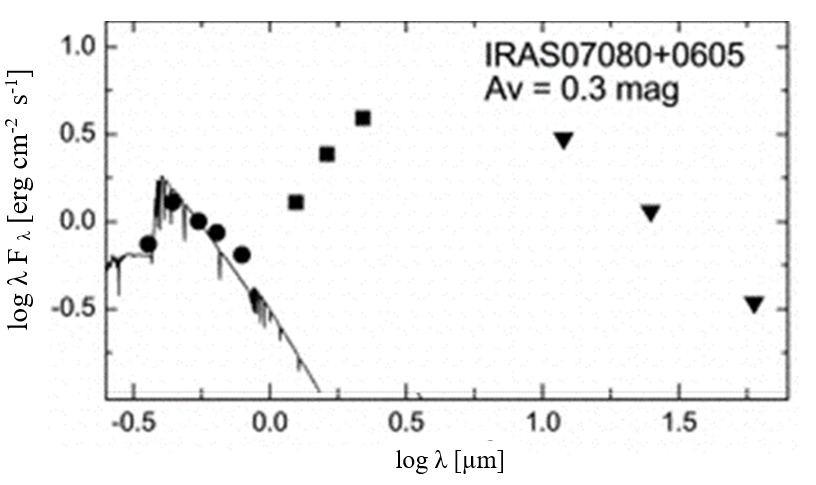 IRAS07080+0605
Av = 0.3 mag
1.0
0.5
0.0
-0.5
log λ F λ [erg cm-2 s-1]
-0.5 0.0 0.5 1.0 1.5
log λ [μm]